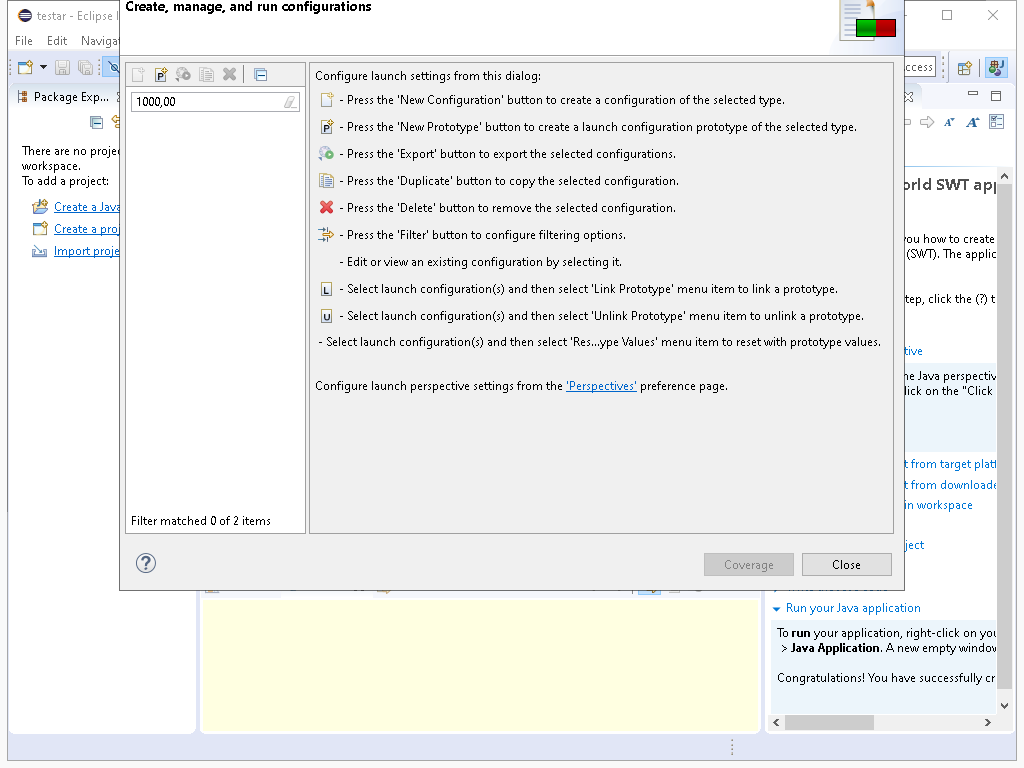 Create, manage, and run configurations
testar - Eclipse I
File Edit Naviga
cess
Package Exp...
There are no proje
workspace.
To add a project:
Create a Java
Create a proj
Import proje
1000,00
Filter matched 0 of 2 items
Configure launch settings from this dialog:
- Press the 'New Configuration' button to create a configuration of the selected type.
P - Press the 'New Prototype' button to create a launch configuration prototype of the selected type.
- Press the 'Export' button to export the selected configurations.
- Press the 'Duplicate' button to copy the selected configuration.
- Press the 'Delete' button to remove the selected configuration.
- Press the 'Filter' button to configure filtering options.
- Edit or view an existing configuration by selecting it.
L - Select launch configuration(s) and then select 'Link Prototype' menu item to link a prototype.
U - Select launch configuration(s) and then select 'Unlink Prototype' menu item to unlink a prototype.
- Select launch configuration(s) and then select 'Res...ype Values' menu item to reset with prototype values.
Configure launch perspective settings from the 'Perspectives' preference page.
Coverage
Close
orld SWT app
you how to create
(SWT). The applic
tep, click the (?) t
tive
he Java perspectiv
lick on the "Click
t from target platf
t from downloade
in workspace
ject
Run your Java application
To run your application, right-click on you
> Java Application. A new empty window
Congratulations! You have successfully cr